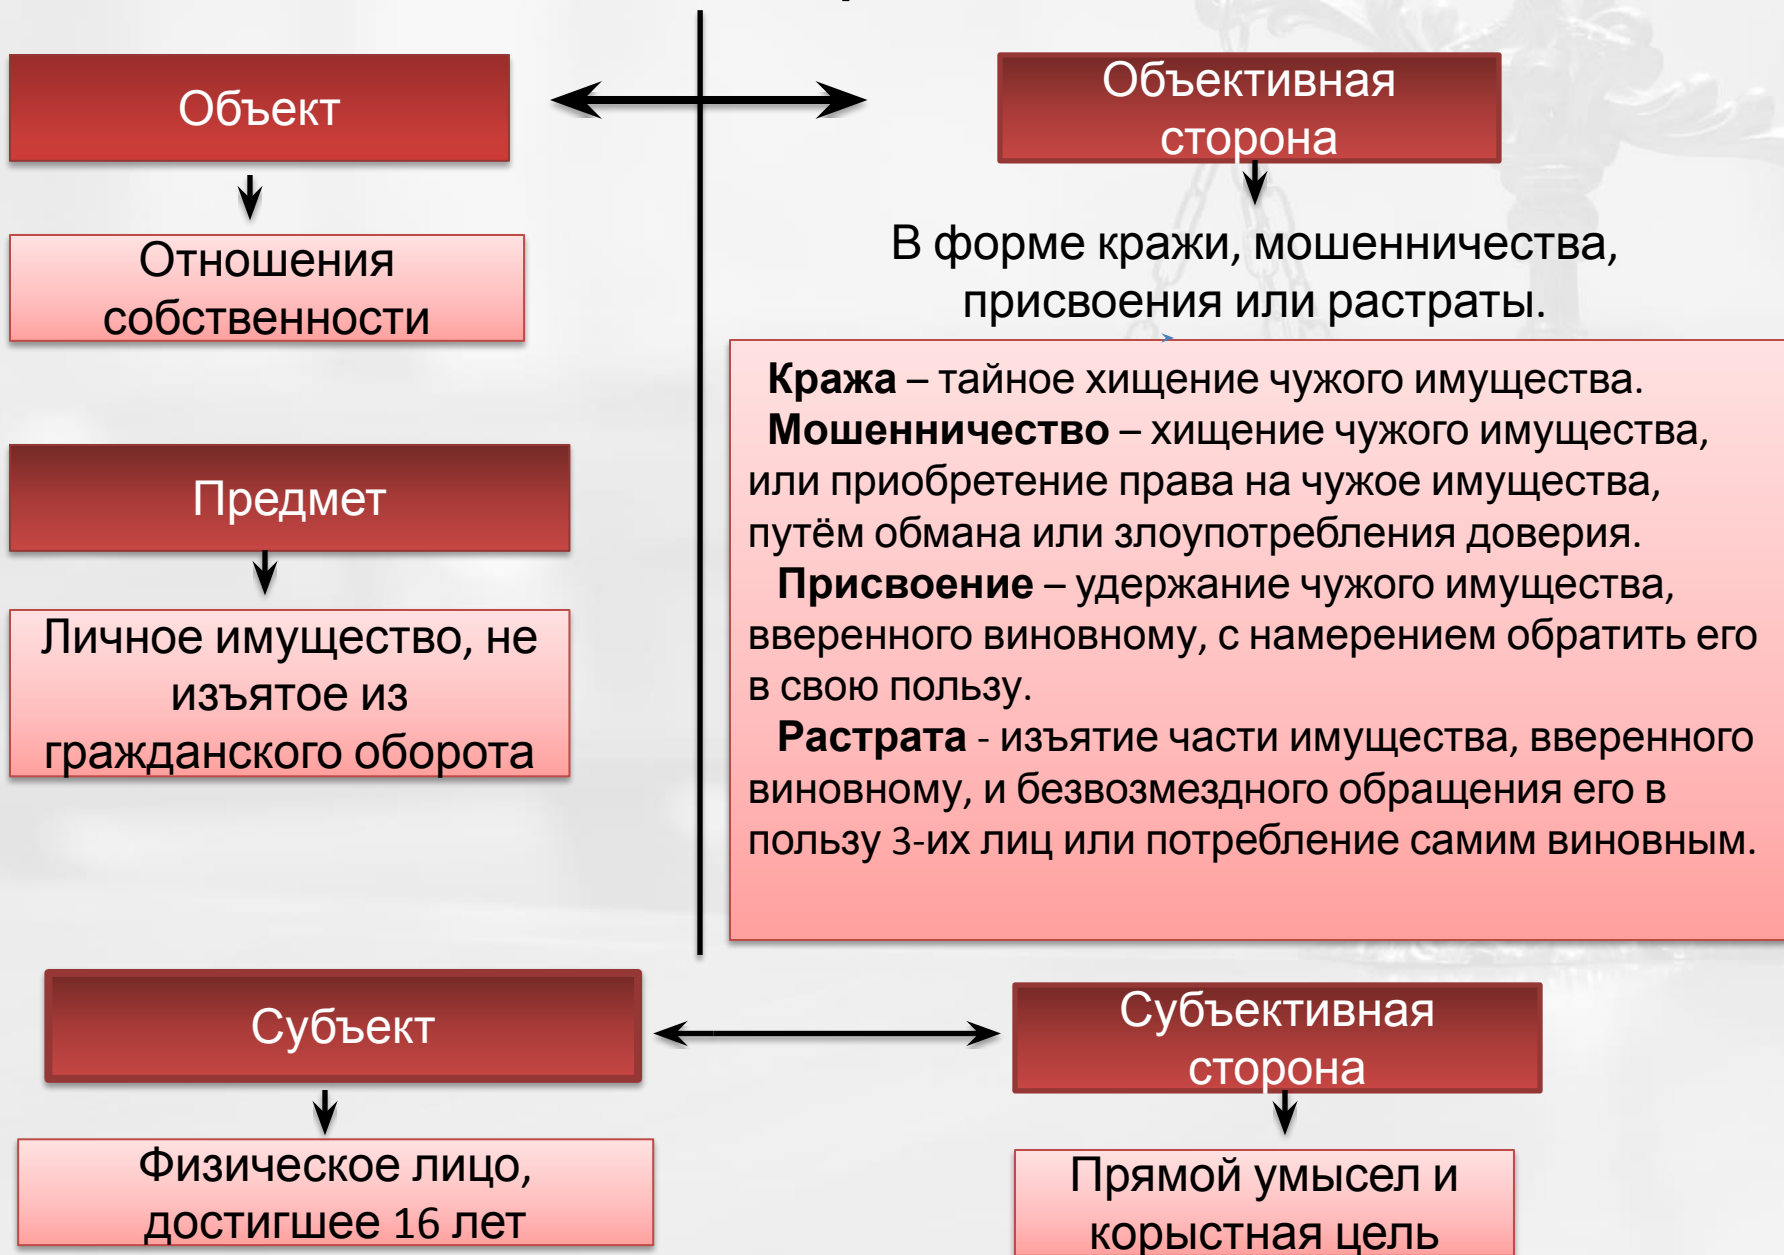 Объект
Отношения
собственности
Предмет
Личное имущество, не
изъятое из
гражданского оборота
Объективная
сторона
В форме кражи, мошенничества,
присвоения или растраты.
Кража – тайное хищение чужого имущества.
Мошенничество – хищение чужого имущества,
или приобретение права на чужое имущества,
путём обмана или злоупотребления доверия.
Присвоение – удержание чужого имущества,
вверенного виновному, с намерением обратить его
в свою пользу.
Растрата - изъятие части имущества, вверенного
виновному, и безвозмездного обращения его в
пользу 3-их лиц или потребление самим виновным.
Субъект
Физическое лицо,
достигшее 16 лет
Субъективная
сторона
Прямой умысел и
корыстная цель